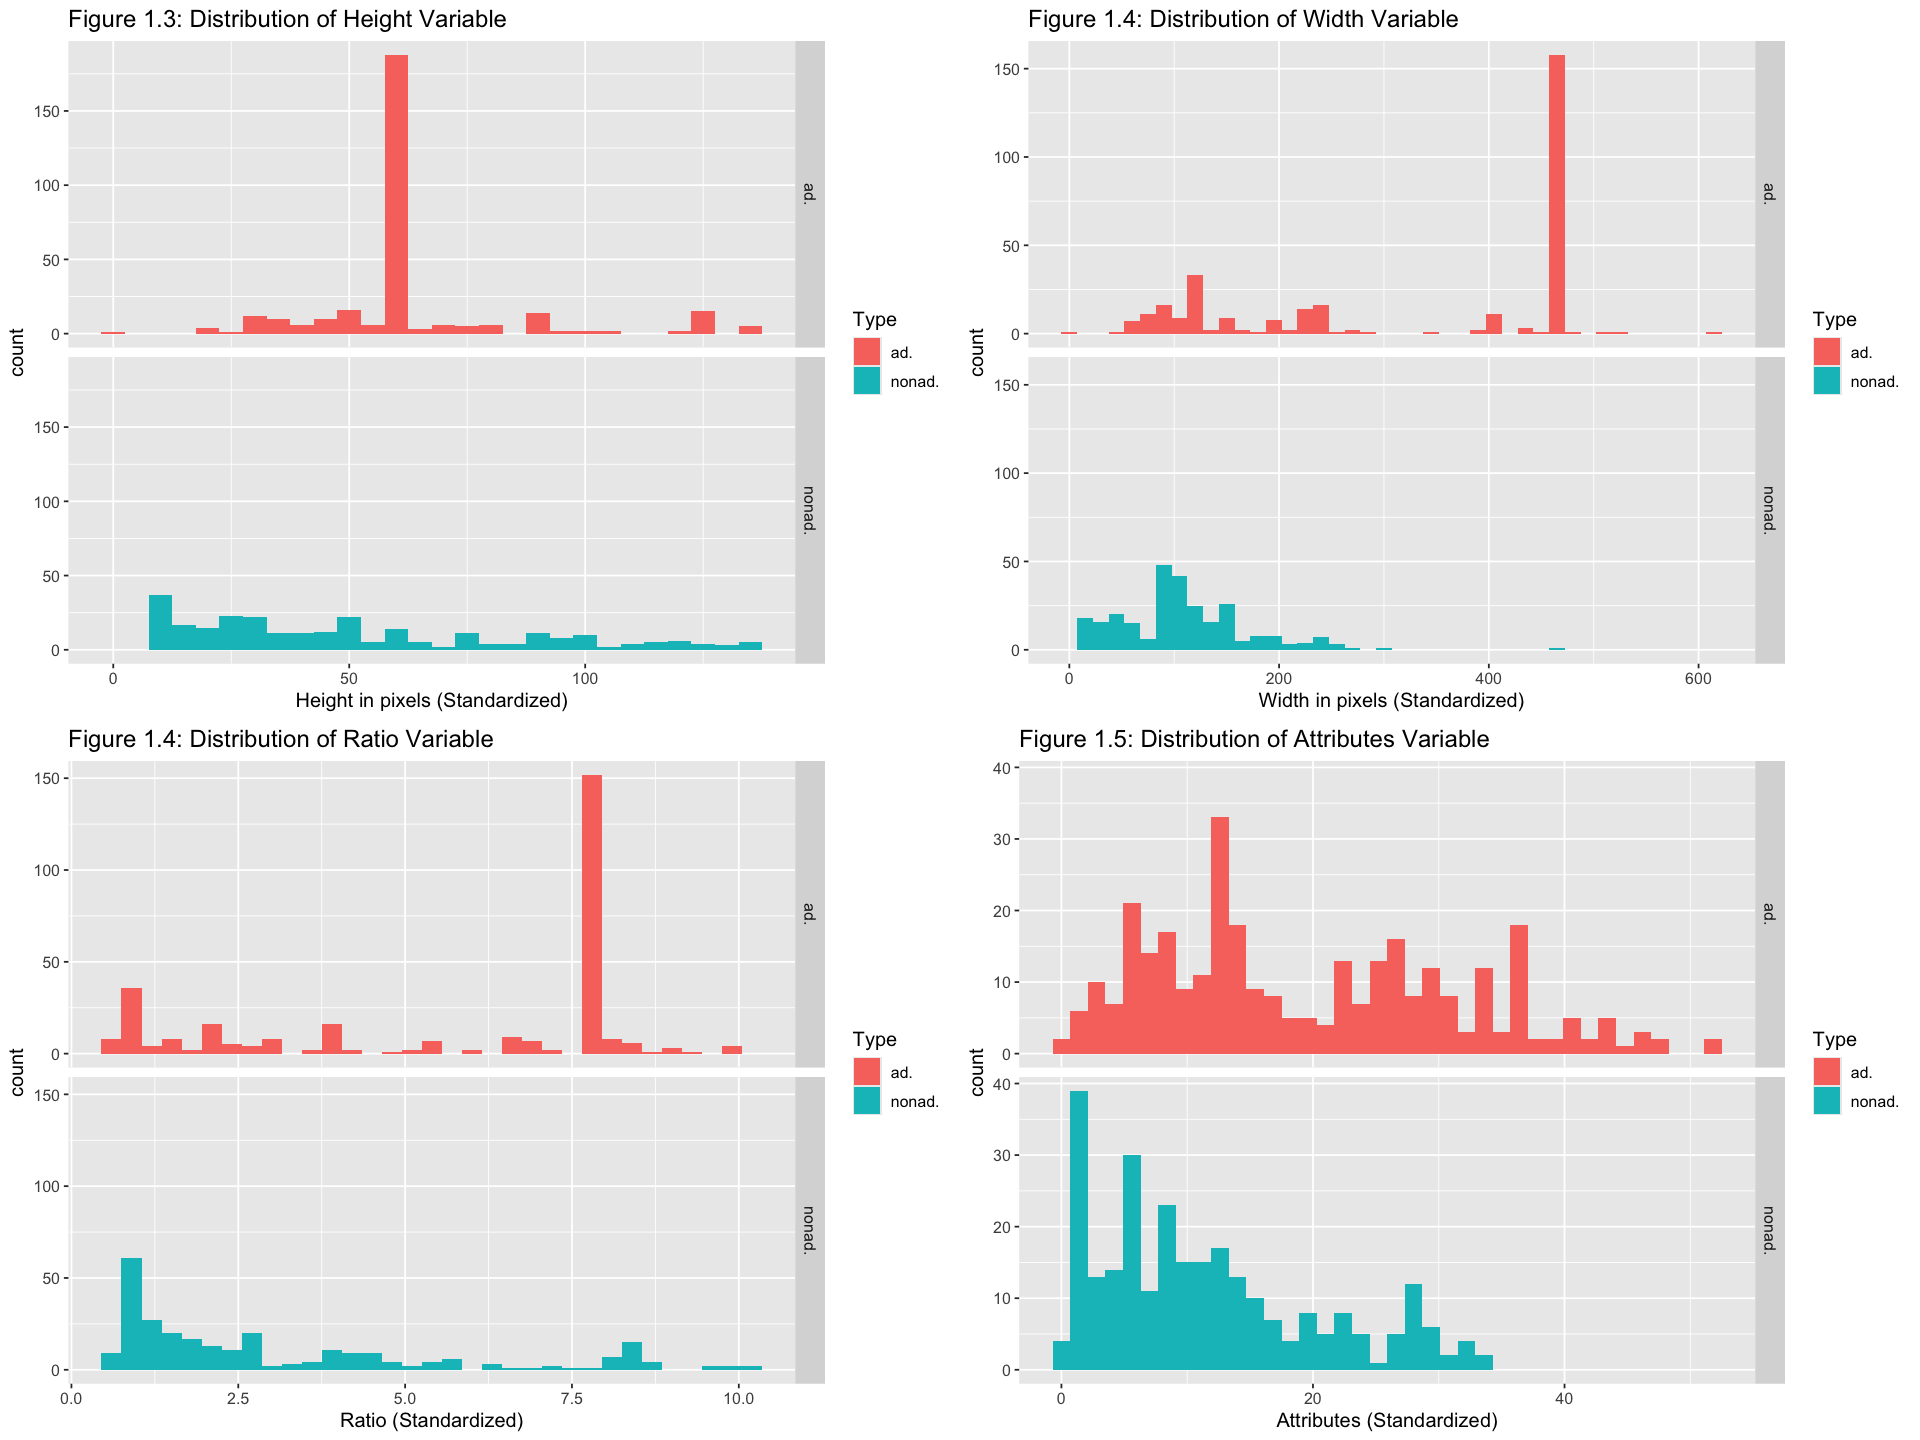 Figure 1.3: Distribution of Height Variable
150
100
50
0
ad.
150
100
50
0
nonad.
0 50 100
count
Height in pixels (Standardized)
Type
ad.
nonad.
Figure 1.4: Distribution of Width Variable
150
100
50
0
ad.
150
100
50
0
nonad.
0 200 400 600
count
Width in pixels (Standardized)
Type
ad.
nonad.
Figure 1.4: Distribution of Ratio Variable
150
100
50
0
ad.
150
100
50
0
nonad.
0.0 2.5 5.0 7.5 10.0
count
Ratio (Standardized)
Type
ad.
nonad.
Figure 1.5: Distribution of Attributes Variable
40
30
20
10
0
ad.
40
30
20
10
0
nonad.
0 20 40
count
Attributes (Standardized)
Type
ad.
nonad.